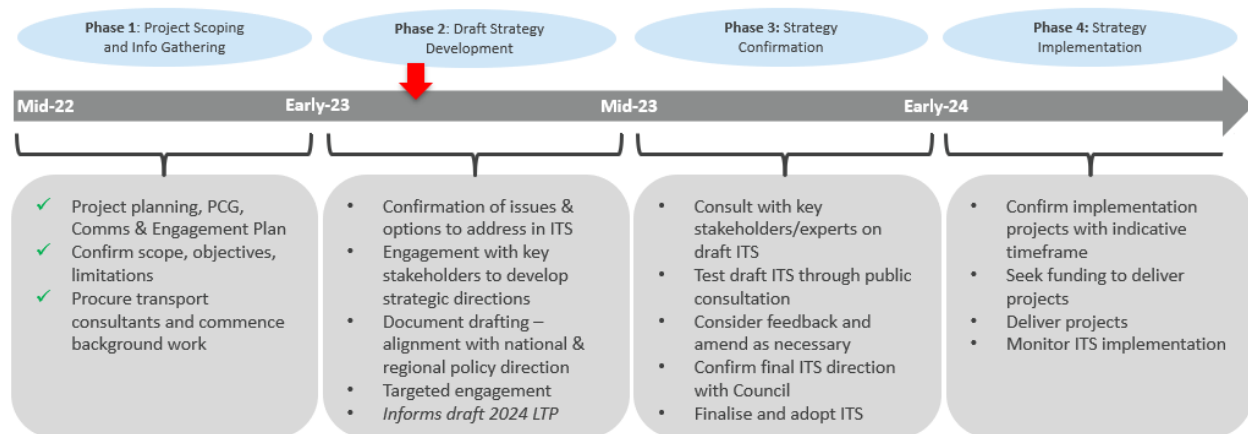 Phase 1: Project Scoping
and Info Gathering
Phase 2: Draft Strategy
Development
Phase 3: Strategy
Confirmation
Phase 4: Strategy
Implementation
Mid-22
Early-23
Mid-23
Early-24
✓ Project planning, PCG,
Comms & Engagement Plan
✓ Confirm scope, objectives,
limitations
✓ Procure transport
consultants and commence
background work
• Confirmation of issues &
options to address in ITS
• Engagement with key
stakeholders to develop
strategic directions
• Document drafting –
alignment with national &
regional policy direction
• Targeted engagement
• Informs draft 2024 LTP
• Consult with key
stakeholders/experts on
draft ITS
• Test draft ITS through public
consultation
• Consider feedback and
amend as necessary
• Confirm final ITS direction
with Council
• Finalise and adopt ITS
• Confirm implementation
projects with indicative
timeframe
• Seek funding to deliver
projects
• Deliver projects
• Monitor ITS implementation